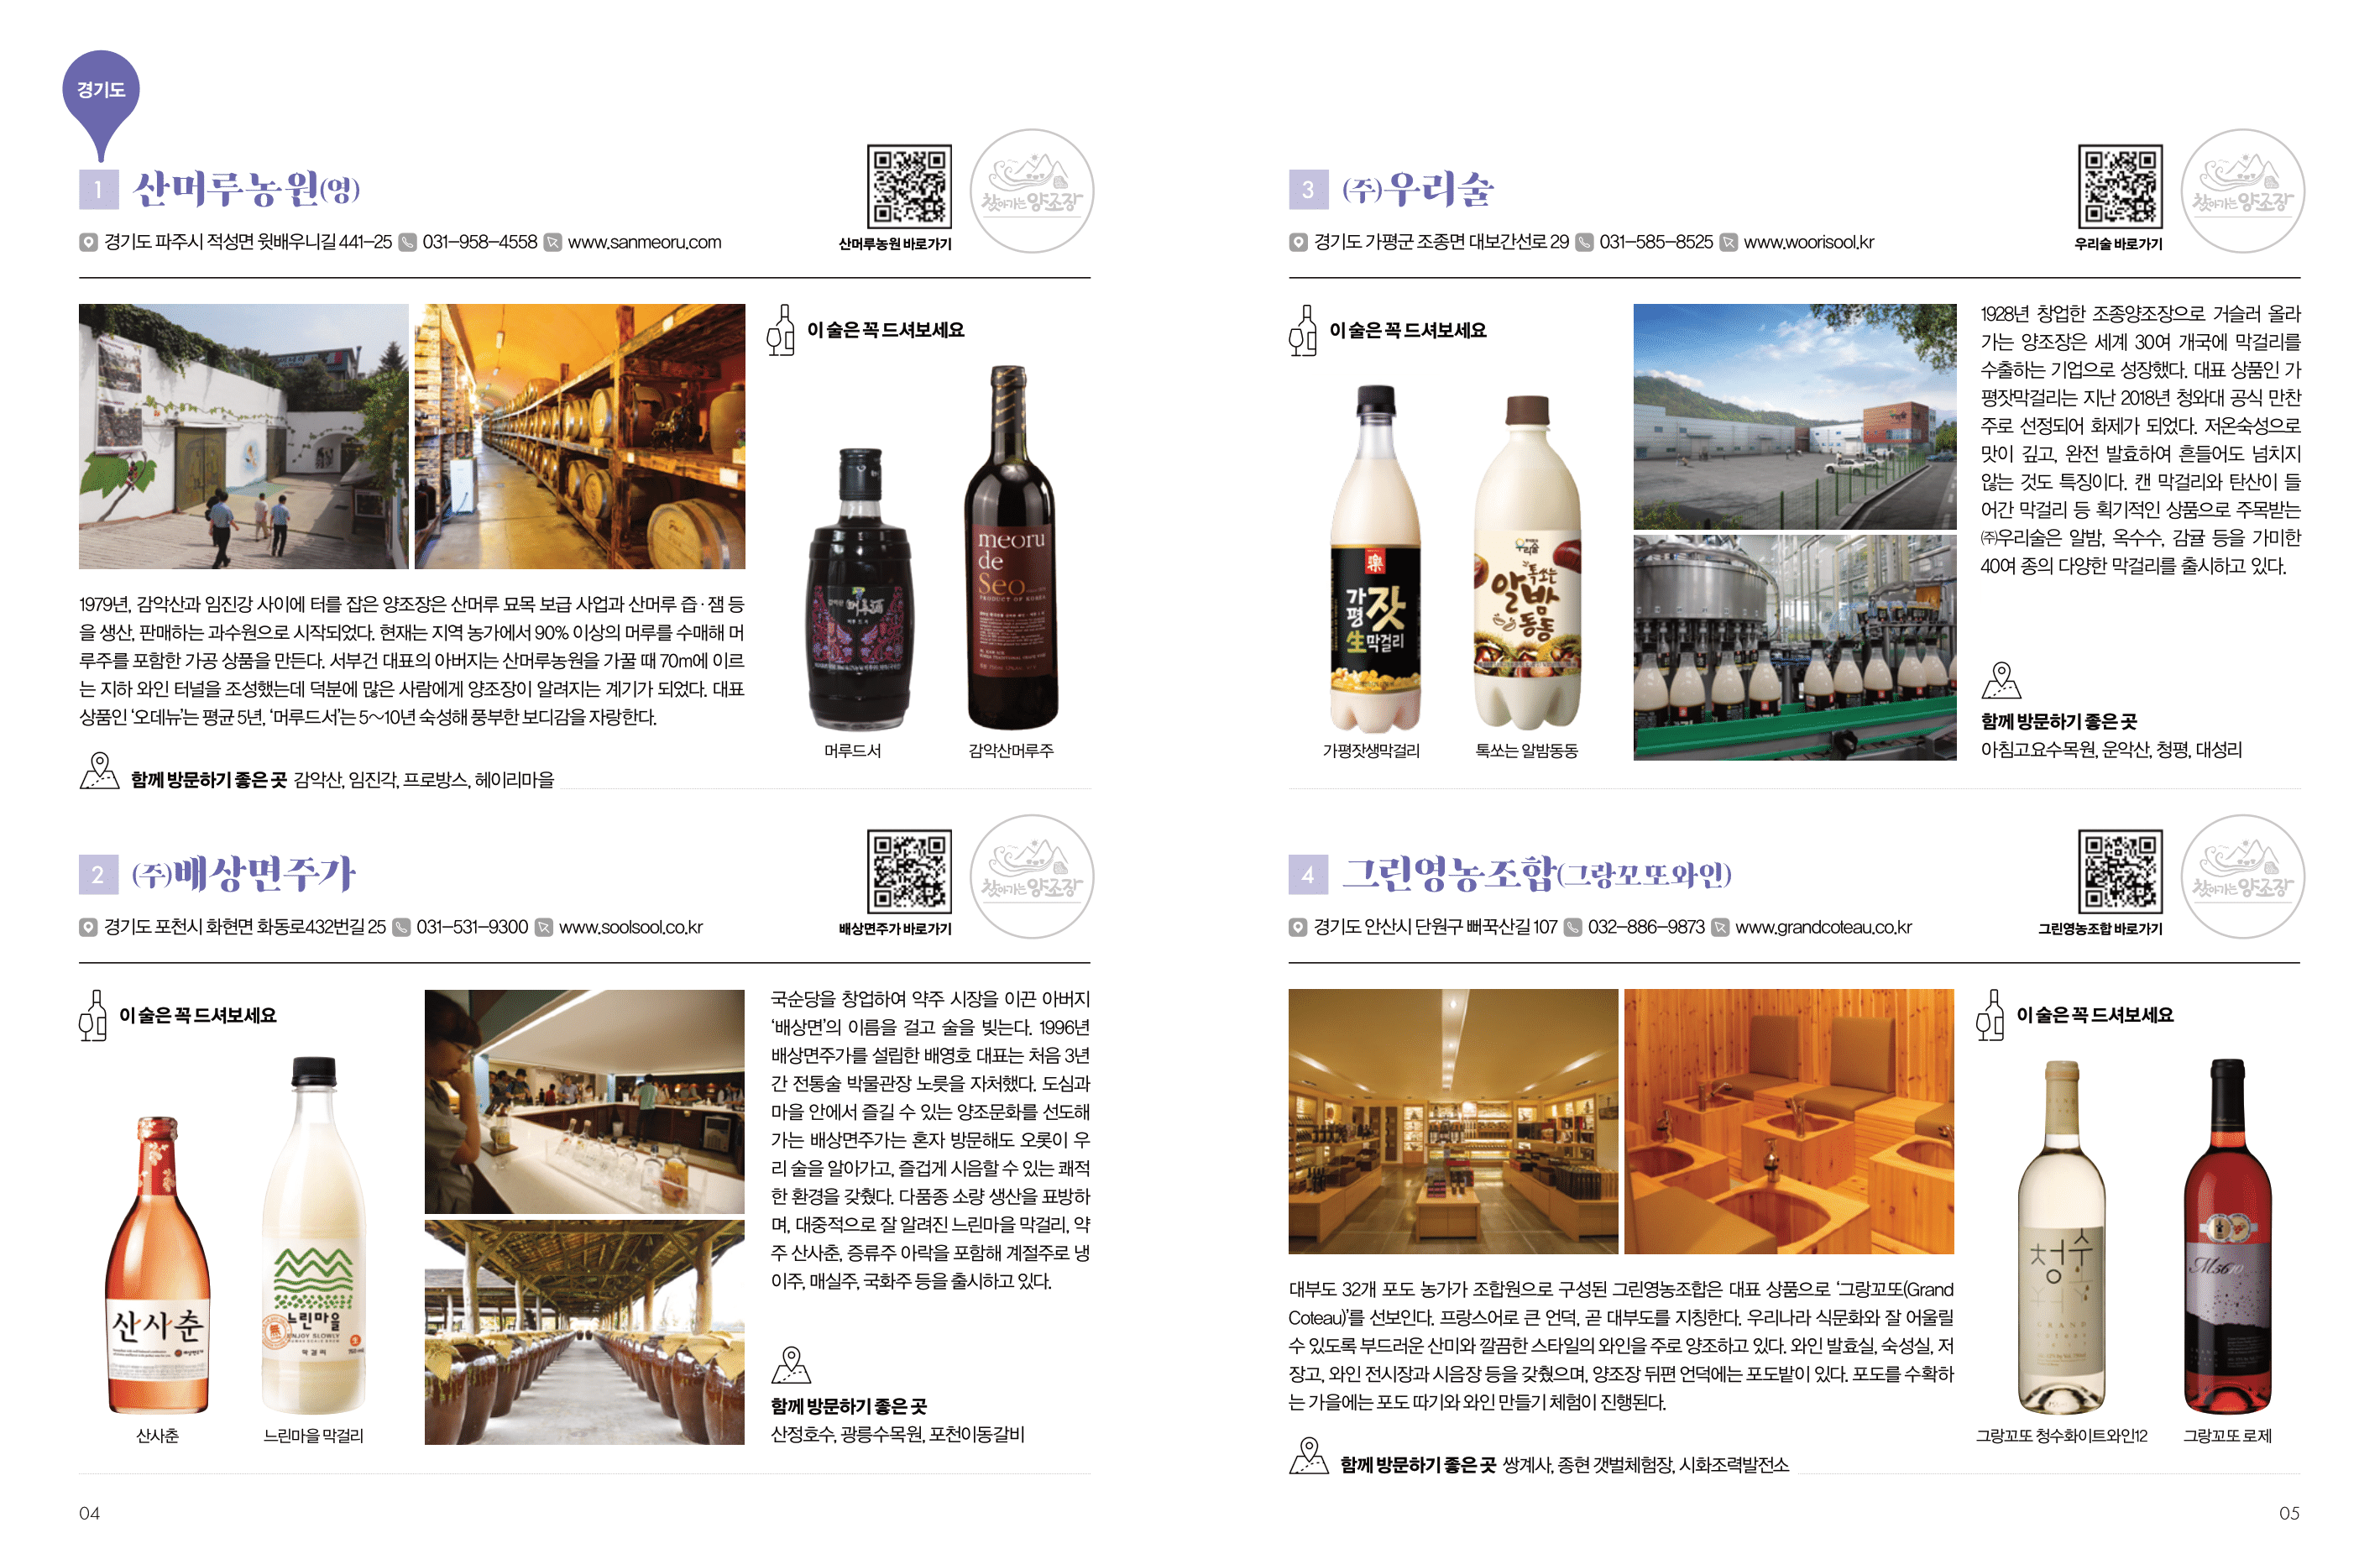 경기도
1 산머루농원(영)
경기도 파주시 적성면 윗배우니길 441-25 031-958-4558 www.sanmeoru.com
산머루농원 바로가기
찾아가는 양조장
이 술은 꼭 드셔보세요
meoru
de
Seo
PRODUCT OF KOREA
머루드서
감악산머루주
1979년, 감악산과 임진강 사이에 터를 잡은 양조장은 산머루 묘목 보급 사업과 산머루 즙·잼 등
을 생산, 판매하는 과수원으로 시작되었다. 현재는 지역 농가에서 90% 이상의 머루를 수매해 머
루주를 포함한 가공 상품을 만든다. 서부건 대표의 아버지는 산머루농원을 가꿀 때 70m에 이르
는 지하 와인 터널을 조성했는데 덕분에 많은 사람에게 양조장이 알려지는 계기가 되었다. 대표
상품인 ‘오데뉴’는 평균 5년, ‘머루드서’는 5~10년 숙성해 풍부한 보디감을 자랑한다.
함께 방문하기 좋은 곳 감악산, 임진각, 프로방스, 헤이리마을
2 (주)배상면주가
경기도 포천시 화현면 화동로432번길 25 031-531-9300 www.soolsool.co.kr
배상면주가 바로가기
찾아가는 양조장
이 술은 꼭 드셔보세요
산사춘
느린마을
ENJOY SLOWLY
막걸리
산사춘
느린마을 막걸리
국순당을 창업하여 약주 시장을 이끈 아버지
‘배상면’의 이름을 걸고 술을 빚는다. 1996년
배상면주가를 설립한 배영호 대표는 처음 3년
간 전통술 박물관장 노릇을 자처했다. 도심과
마을 안에서 즐길 수 있는 양조문화를 선도해
가는 배상면주가는 혼자 방문해도 오롯이 우
리 술을 알아가고, 즐겁게 시음할 수 있는 쾌적
한 환경을 갖췄다. 다품종 소량 생산을 표방하
며, 대중적으로 잘 알려진 느린마을 막걸리, 약
주 산사춘, 증류주 아락을 포함해 계절주로 냉
이주, 매실주, 국화주 등을 출시하고 있다.
함께 방문하기 좋은 곳
산정호수, 광릉수목원, 포천이동갈비
04
3 (주)우리술
경기도 가평군 조종면 대보간선로 29 031-585-8525 www.woorisool.kr
우리술 바로가기
찾아가는 양조장
이 술은 꼭 드셔보세요
가평
잣
生막걸리
우리술
톡쏘는
알밤
동동
가평잣생막걸리
톡쏘는 알밤동동
1928년 창업한 조종양조장으로 거슬러 올라
가는 양조장은 세계 30여 개국에 막걸리를
수출하는 기업으로 성장했다. 대표 상품인 가
평잣막걸리는 지난 2018년 청와대 공식 만찬
주로 선정되어 화제가 되었다. 저온숙성으로
맛이 깊고, 완전 발효하여 흔들어도 넘치지
않는 것도 특징이다. 캔 막걸리와 탄산이 들
어간 막걸리 등 획기적인 상품으로 주목받는
㈜우리술은 알밤, 옥수수, 감귤 등을 가미한
40여 종의 다양한 막걸리를 출시하고 있다.
함께 방문하기 좋은 곳
아침고요수목원, 운악산, 청평, 대성리
4 그린영농조합(그랑꼬또와인)
경기도 안산시 단원구 뻐꾹산길 107 032-886-9873 www.grandcoteau.co.kr
그린영농조합 바로가기
찾아가는 양조장
이 술은 꼭 드셔보세요
청수
GRAND
M5610
그랑꼬또 청수화이트와인12
그랑꼬또 로제
대부도 32개 포도 농가가 조합원으로 구성된 그린영농조합은 대표 상품으로 ‘그랑꼬또(Grand
Coteau)’를 선보인다. 프랑스어로 큰 언덕, 곧 대부도를 지칭한다. 우리나라 식문화와 잘 어울릴
수 있도록 부드러운 산미와 깔끔한 스타일의 와인을 주로 양조하고 있다. 와인 발효실, 숙성실, 저
장고, 와인 전시장과 시음장 등을 갖췄으며, 양조장 뒤편 언덕에는 포도밭이 있다. 포도를 수확하
는 가을에는 포도 따기와 와인 만들기 체험이 진행된다.
함께 방문하기 좋은 곳 쌍계사, 종현 갯벌체험장, 시화조력발전소
05